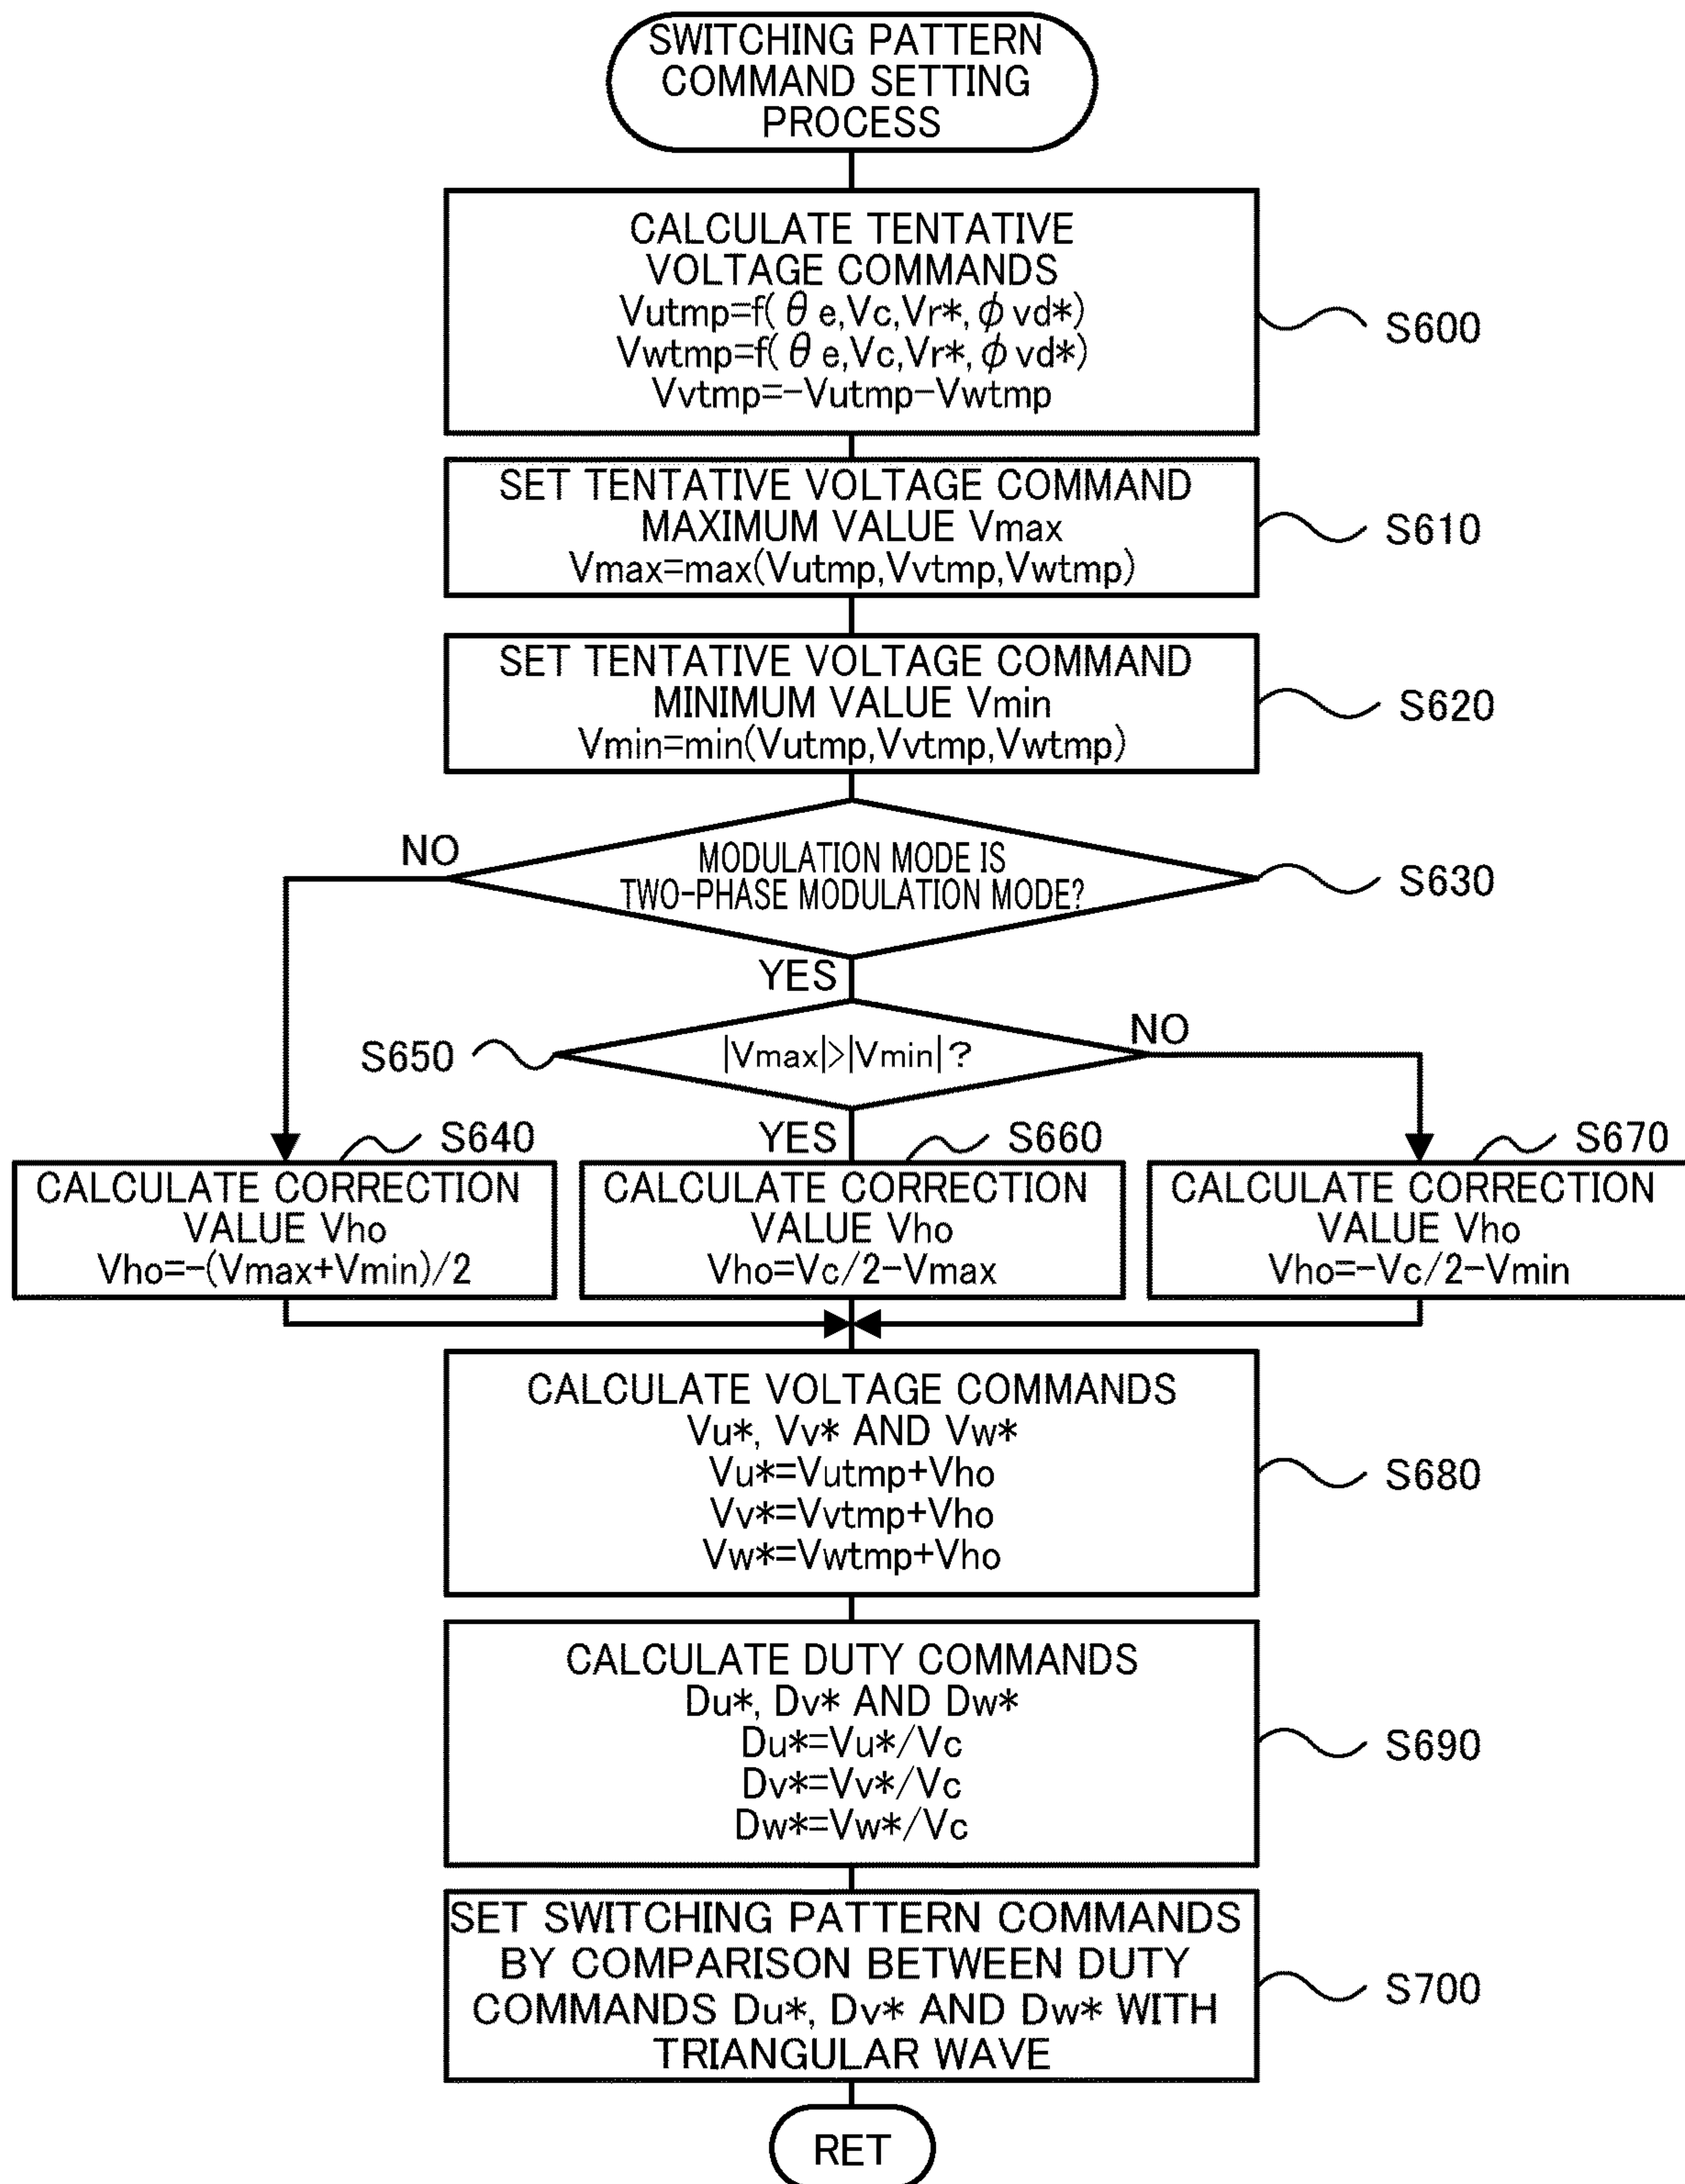 SWITCHING PATTERN
COMMAND SETTING
PROCESS
CALCULATE TENTATIVE
VOLTAGE COMMANDS
Vutmp=f(θe,Vc,Vr*,φvd*)
Vwtmp=f(θe,Vc,Vr*,φvd*)
Vvtmp=-Vutmp-Vwtmp
S600
SET TENTATIVE VOLTAGE COMMAND
MAXIMUM VALUE Vmax
Vmax=max(Vutmp,Vvtmp,Vwtmp)
S610
SET TENTATIVE VOLTAGE COMMAND
MINIMUM VALUE Vmin
Vmin=min(Vutmp,Vvtmp,Vwtmp)
S620
NO
MODULATION MODE IS
TWO-PHASE MODULATION MODE?
S630
YES
S650
|Vmax|>|Vmin|?
NO
S640
YES
S660
S670
CALCULATE CORRECTION
VALUE Vho
Vho=-(Vmax+Vmin)/2
CALCULATE CORRECTION
VALUE Vho
Vho=Vc/2-Vmax
CALCULATE CORRECTION
VALUE Vho
Vho=-Vc/2-Vmin
CALCULATE VOLTAGE COMMANDS
Vu*, Vv* AND Vw*
Vu*=Vutmp+Vho
Vv*=Vvtmp+Vho
Vw*=Vwtmp+Vho
S680
CALCULATE DUTY COMMANDS
Du*, Dv* AND Dw*
Du*=Vu*/Vc
Dv*=Vv*/Vc
Dw*=Vw*/Vc
S690
SET SWITCHING PATTERN COMMANDS
BY COMPARISON BETWEEN DUTY
COMMANDS Du*, Dv* AND Dw* WITH
TRIANGULAR WAVE
S700
RET